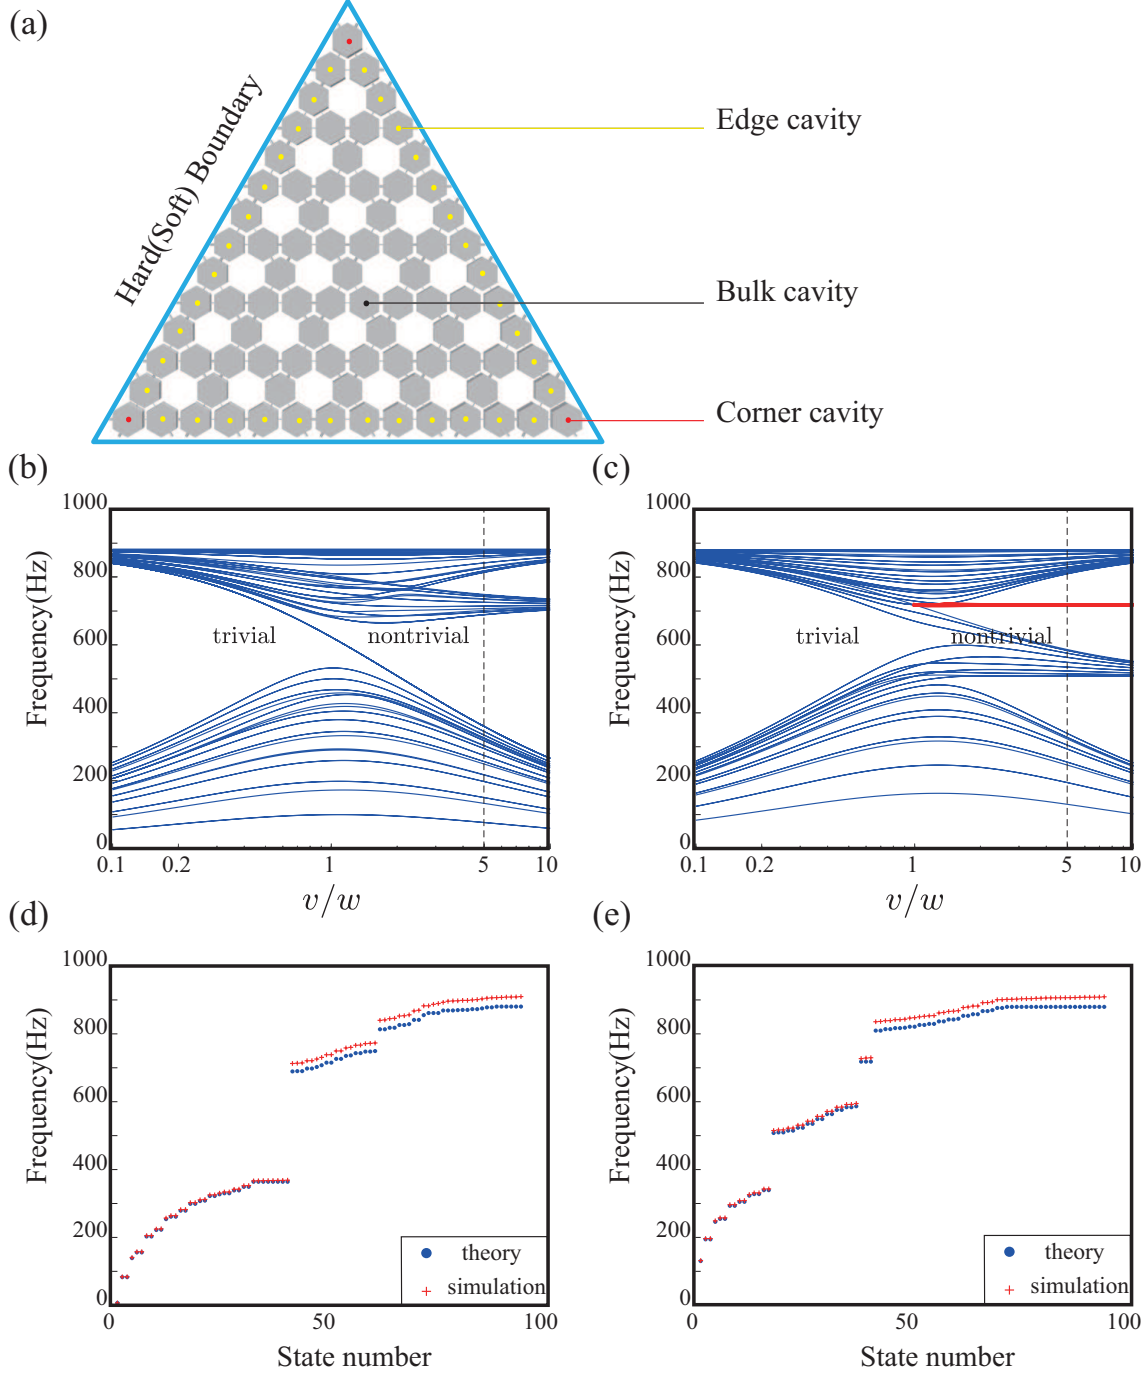 (a)
Hard(Soft) Boundary
Edge cavity
Bulk cavity
Corner cavity
(b)
1000
800
600
400
200
0
Frequency(Hz)
trivial
nontrivial
0.1
0.2
1
5
10
v/w
(c)
1000
800
600
400
200
0
Frequency(Hz)
trivial
nontrivial
0.1
0.2
1
5
10
v/w
(d)
1000
800
600
400
200
0
Frequency(Hz)
theory
simulation
0
50
100
State number
(e)
1000
800
600
400
200
0
Frequency(Hz)
theory
simulation
0
50
100
State number